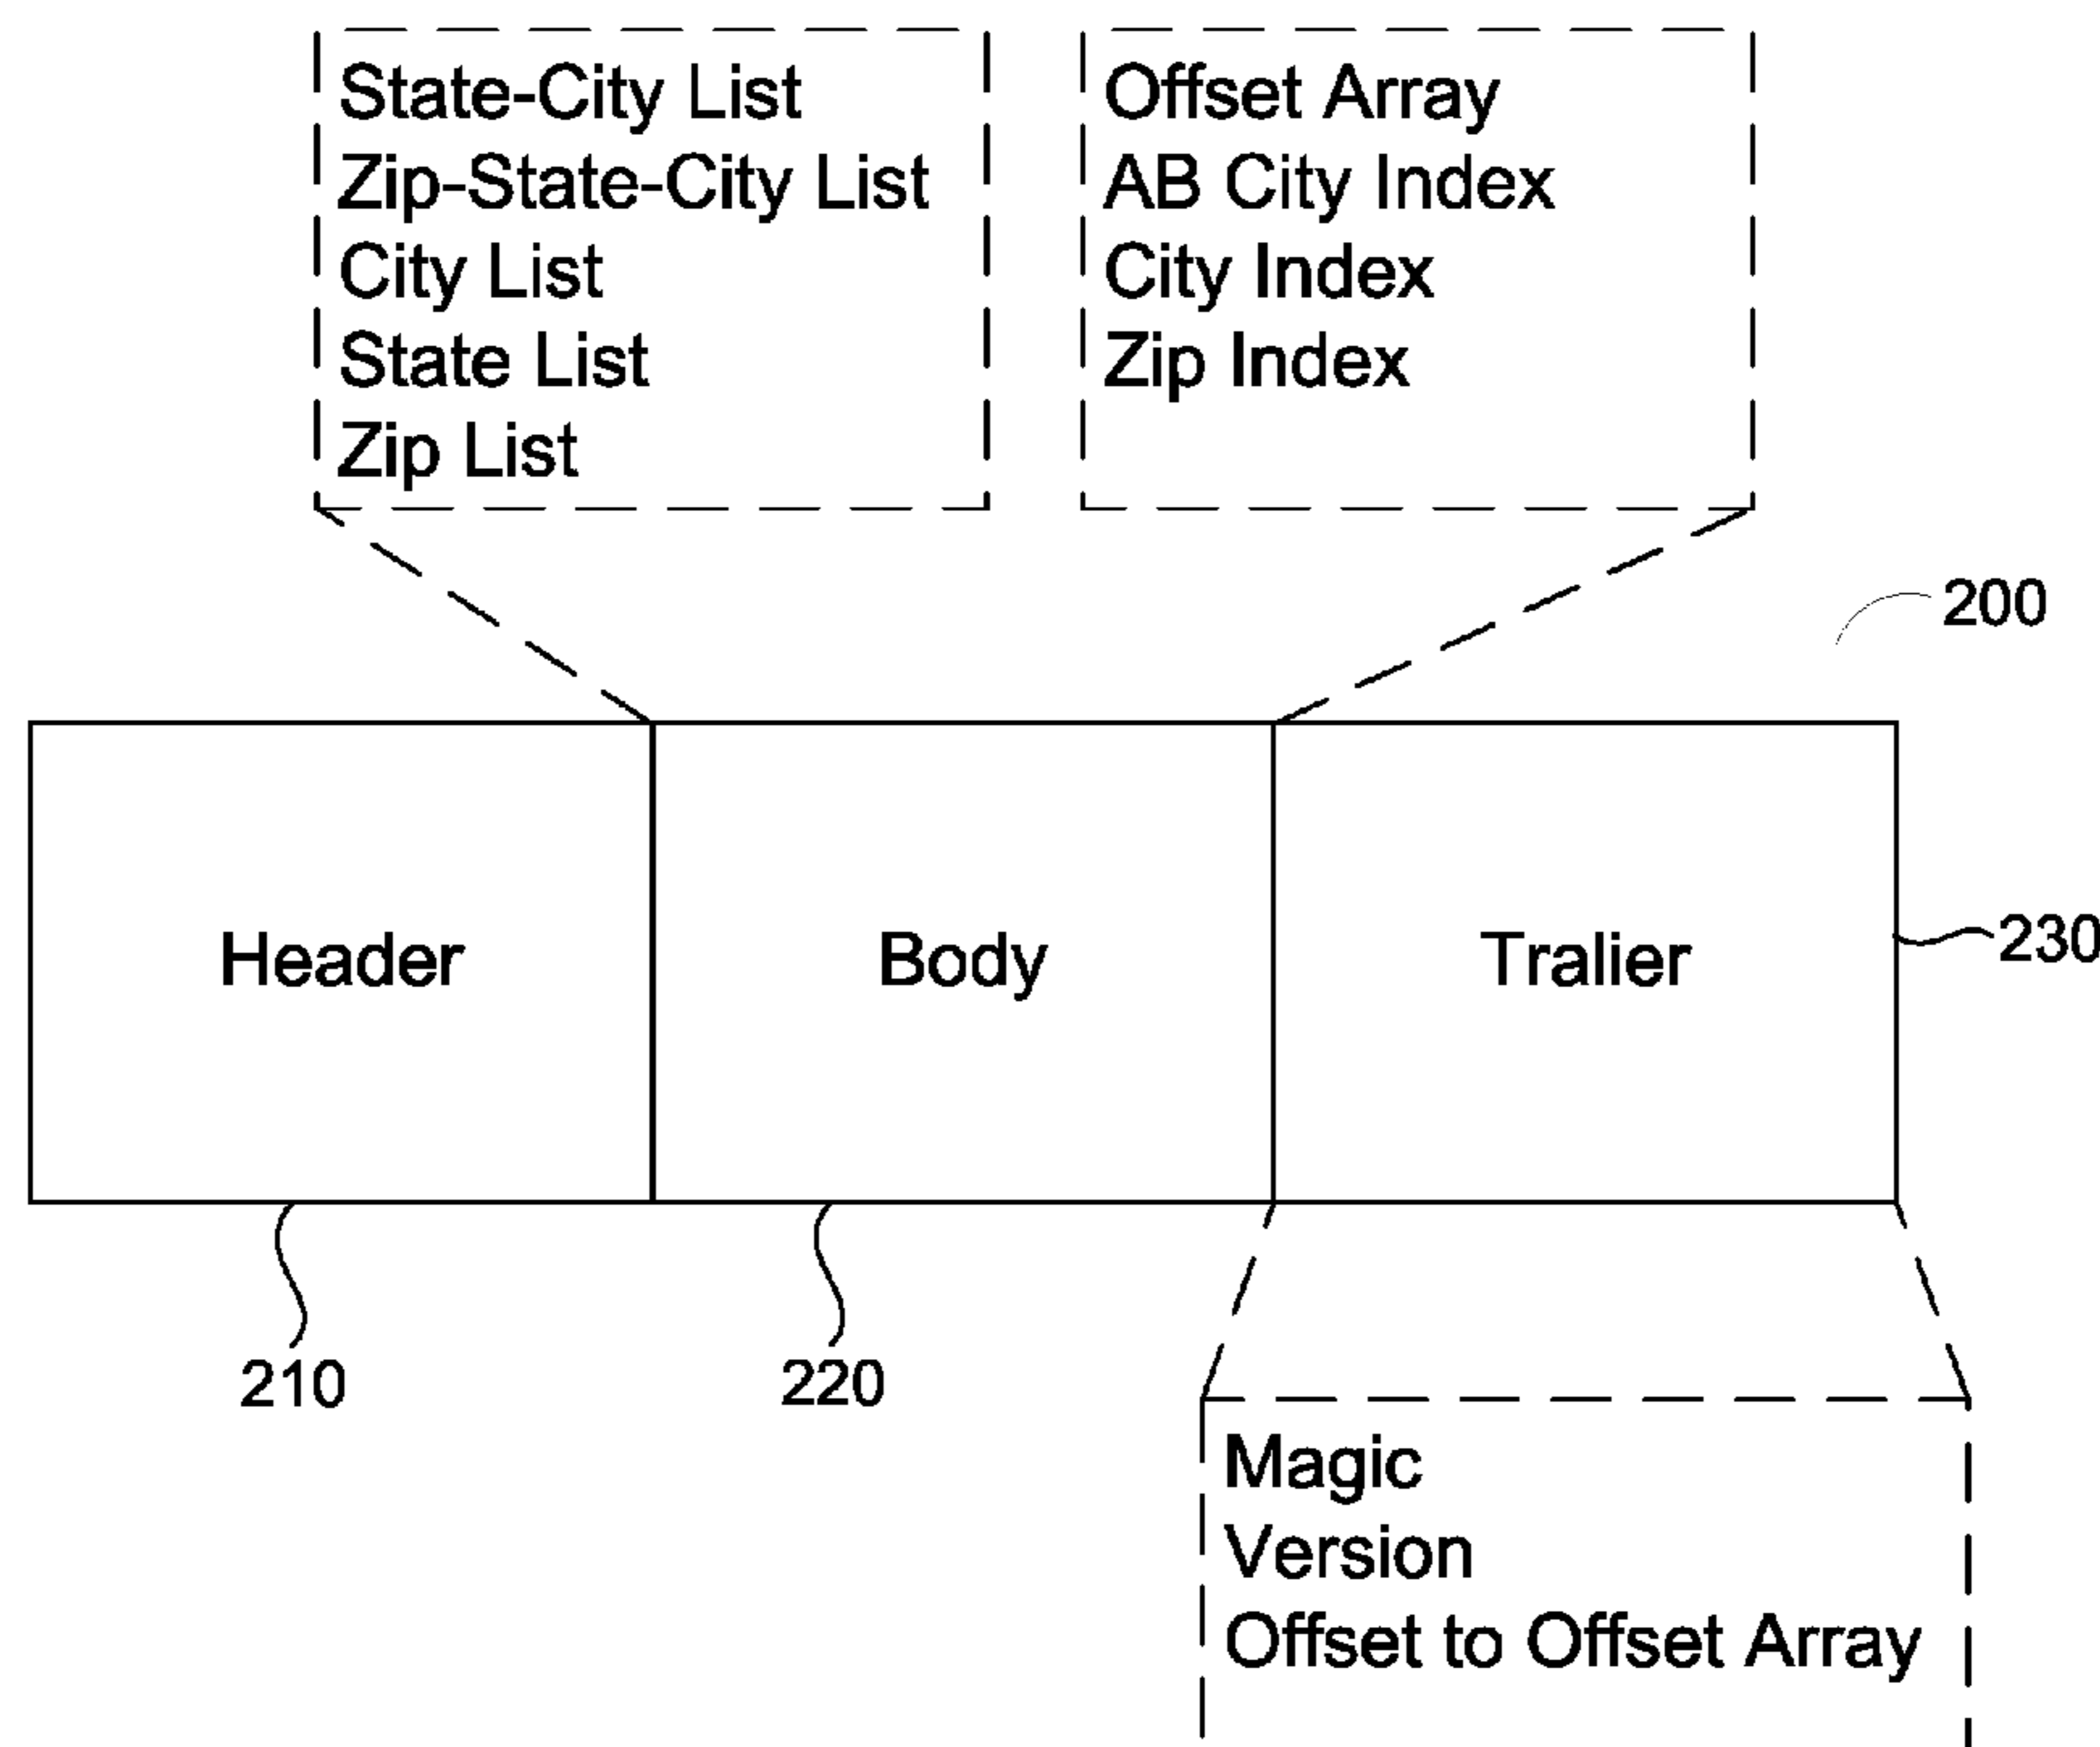 State-City List
Zip-State-City List
City List
State List
Zip List
Offset Array
AB City Index
City Index
Zip Index
200
Header
Body
Tralier
230
210
220
Magic
Version
Offset to Offset Array